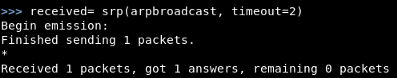 >>> received= srp(arpbroadcast, timeout=2)
Begin emission:
Finished sending 1 packets.
*
Received 1 packets, got 1 answers, remaining 0 packets